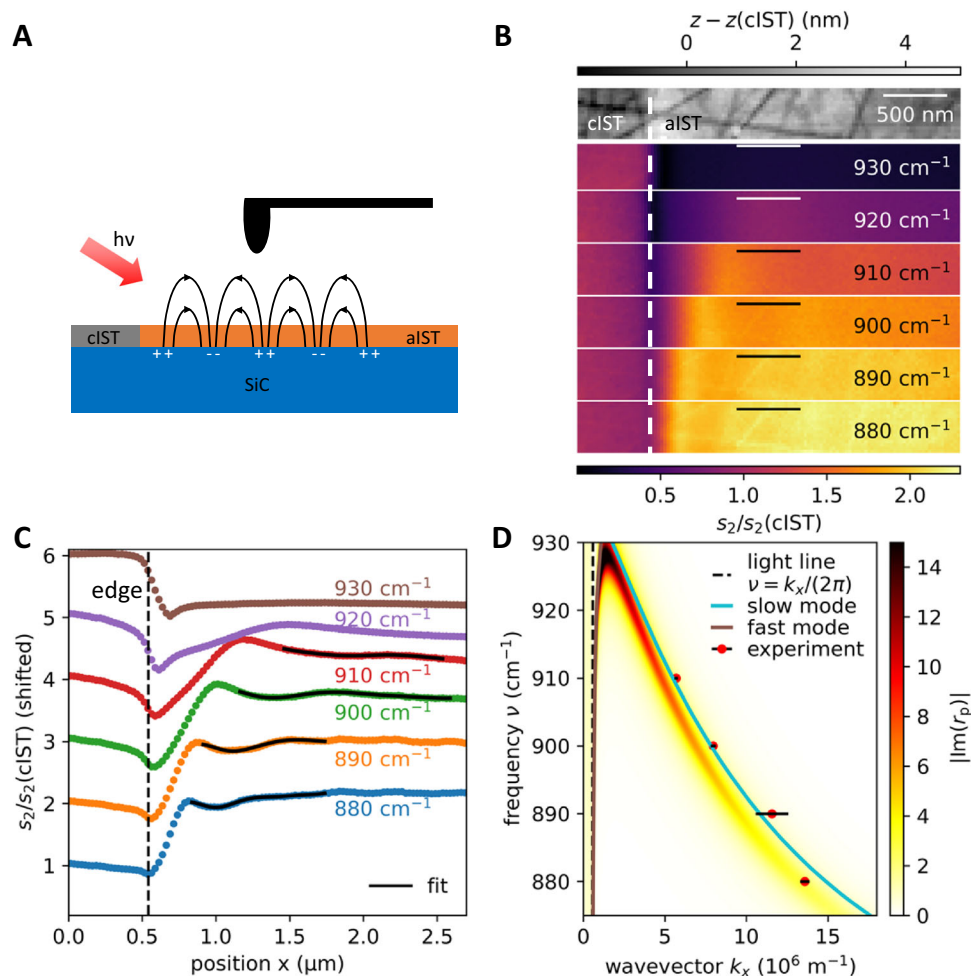 A
hν
cIST
aIST
++
--
++
--
++
SiC
B
z − z(cIST) (nm)
0
2
4
cIST
aIST
500 nm
930 cm⁻¹
920 cm⁻¹
910 cm⁻¹
900 cm⁻¹
890 cm⁻¹
880 cm⁻¹
0.5
1.0
1.5
2.0
s₂/s₂(cIST)
C
s₂/s₂(cIST) (shifted)
6
5
4
3
2
1
edge
930 cm⁻¹
920 cm⁻¹
910 cm⁻¹
900 cm⁻¹
890 cm⁻¹
880 cm⁻¹
fit
0.0
0.5
1.0
1.5
2.0
2.5
position x (μm)
D
frequency ν (cm⁻¹)
930
920
910
900
890
880
light line
ν = kₓ/(2π)
slow mode
fast mode
experiment
0
5
10
15
wavevector kₓ (10⁶ m⁻¹)
14
12
10
8
6
4
2
0
|Im(rₚ)|